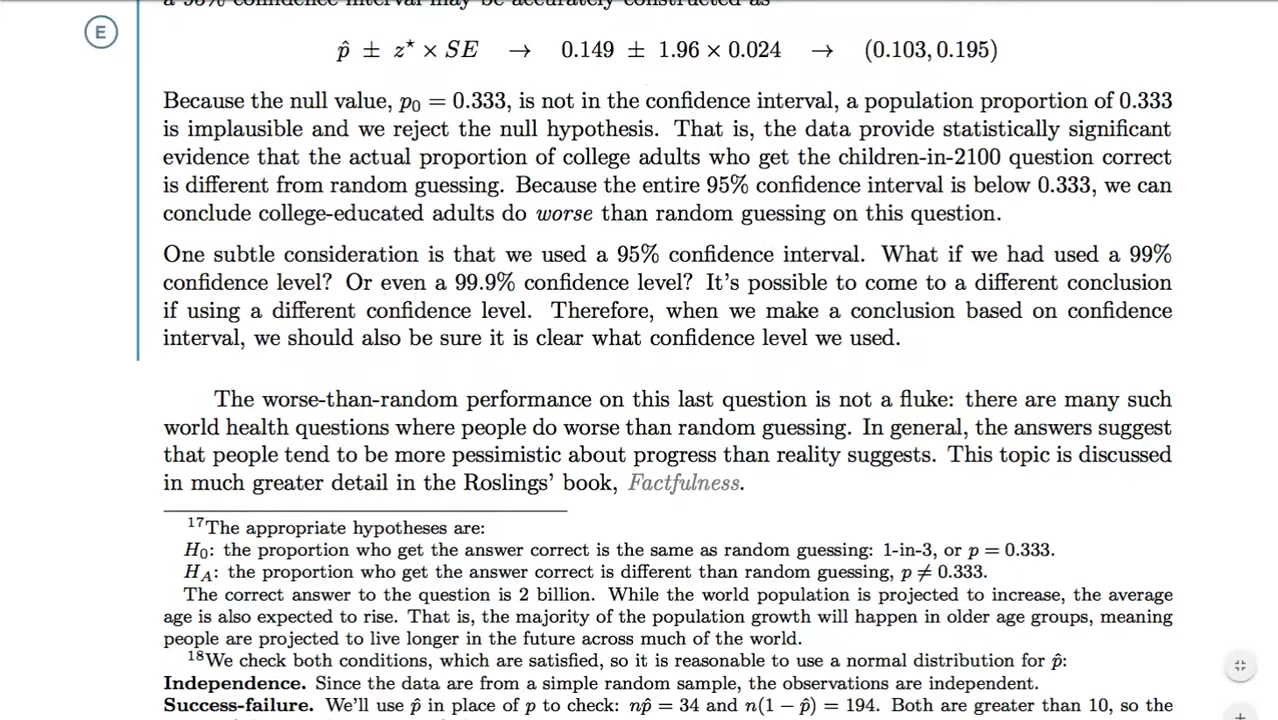 a 95% confidence interval may be accurately constructed as
E
p̂ ± z⋆ × SE → 0.149 ± 1.96 × 0.024 → (0.103, 0.195)
Because the null value, p₀ = 0.333, is not in the confidence interval, a population proportion of 0.333
is implausible and we reject the null hypothesis. That is, the data provide statistically significant
evidence that the actual proportion of college adults who get the children-in-2100 question correct
is different from random guessing. Because the entire 95% confidence interval is below 0.333, we can
conclude college-educated adults do worse than random guessing on this question.
One subtle consideration is that we used a 95% confidence interval. What if we had used a 99%
confidence level? Or even a 99.9% confidence level? It's possible to come to a different conclusion
if using a different confidence level. Therefore, when we make a conclusion based on confidence
interval, we should also be sure it is clear what confidence level we used.
The worse-than-random performance on this last question is not a fluke: there are many such
world health questions where people do worse than random guessing. In general, the answers suggest
that people tend to be more pessimistic about progress than reality suggests. This topic is discussed
in much greater detail in the Roslings' book, Factfulness.
¹⁷The appropriate hypotheses are:
H₀: the proportion who get the answer correct is the same as random guessing: 1-in-3, or p = 0.333.
H_A: the proportion who get the answer correct is different than random guessing, p ≠ 0.333.
The correct answer to the question is 2 billion. While the world population is projected to increase, the average
age is also expected to rise. That is, the majority of the population growth will happen in older age groups, meaning
people are projected to live longer in the future across much of the world.
¹⁸We check both conditions, which are satisfied, so it is reasonable to use a normal distribution for p̂:
Independence. Since the data are from a simple random sample, the observations are independent.
Success-failure. We'll use p̂ in place of p to check: np̂ = 34 and n(1 − p̂) = 194. Both are greater than 10, so the